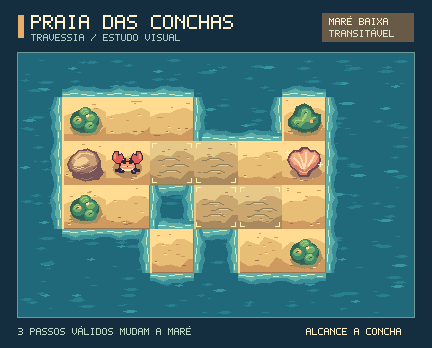 PRAIA DAS CONCHAS
TRAVESSIA / ESTUDO VISUAL
MARÉ BAIXA
TRANSITÁVEL
3 PASSOS VÁLIDOS MUDAM A MARÉ
ALCANCE A CONCHA